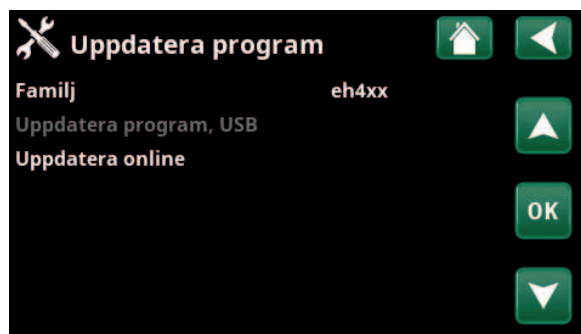 Uppdatera program
Familj eh4xx
Uppdatera program, USB
Uppdatera online
OK